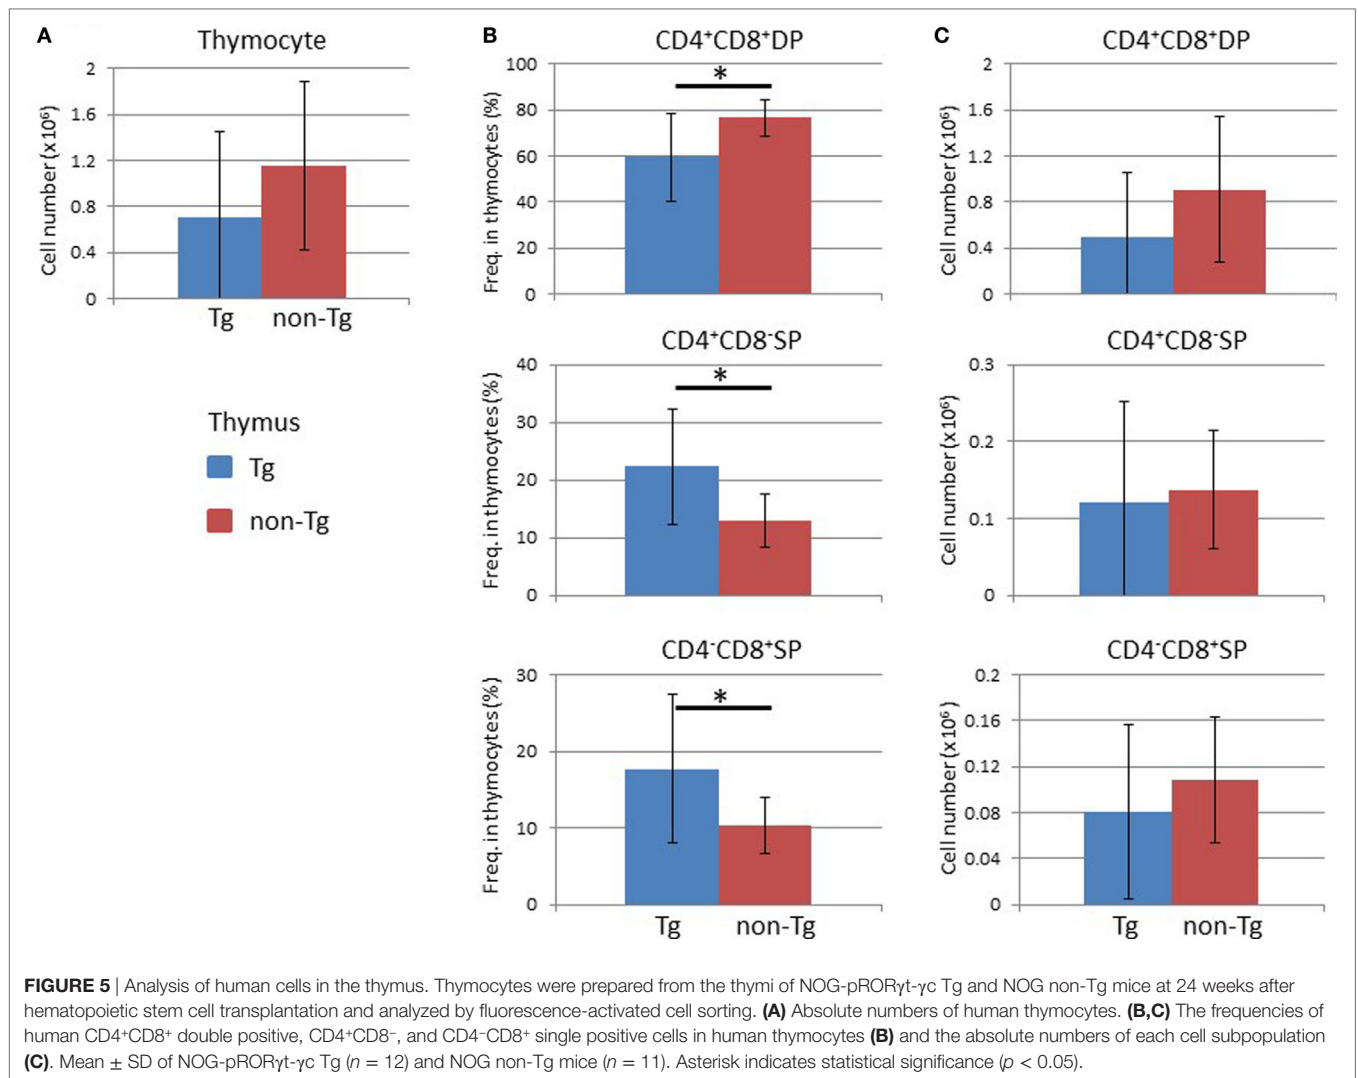 A
Thymocyte
Cell number (x10⁶)
2
1.6
1.2
0.8
0.4
0
Tg non-Tg
Thymus
Tg
non-Tg
B
CD4⁺CD8⁺DP
Freq. in thymocytes (%)
100
80
60
40
20
0
*
CD4⁺CD8⁻SP
Freq. in thymocytes (%)
40
30
20
10
0
*
CD4⁻CD8⁺SP
Freq. in thymocytes (%)
30
20
10
0
*
Tg non-Tg
C
CD4⁺CD8⁺DP
Cell number (x10⁶)
2
1.6
1.2
0.8
0.4
0
CD4⁺CD8⁻SP
Cell number (x10⁶)
0.3
0.2
0.1
0
CD4⁻CD8⁺SP
Cell number (x10⁶)
0.2
0.16
0.12
0.08
0.04
0
Tg non-Tg
FIGURE 5 | Analysis of human cells in the thymus. Thymocytes were prepared from the thymi of NOG-pRORγt-γc Tg and NOG non-Tg mice at 24 weeks after
hematopoietic stem cell transplantation and analyzed by fluorescence-activated cell sorting. (A) Absolute numbers of human thymocytes. (B,C) The frequencies of
human CD4⁺CD8⁺ double positive, CD4⁺CD8⁻, and CD4⁻CD8⁺ single positive cells in human thymocytes (B) and the absolute numbers of each cell subpopulation
(C). Mean ± SD of NOG-pRORγt-γc Tg (n = 12) and NOG non-Tg mice (n = 11). Asterisk indicates statistical significance (p < 0.05).